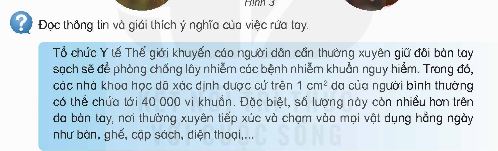 Hình 3
Đọc thông tin và giải thích ý nghĩa của việc rửa tay.
Tổ chức Y tế Thế giới khuyến cáo người dân cần thường xuyên giữ đôi bàn tay
sạch sẽ để phòng chống lây nhiễm các bệnh nhiễm khuẩn nguy hiểm. Trong đó,
các nhà khoa học đã xác định được cứ trên 1 cm² da của người bình thường
có thể chứa tới 40 000 vi khuẩn. Đặc biệt, số lượng này còn nhiều hơn trên
da bàn tay, nơi thường xuyên tiếp xúc và chạm vào mọi vật dụng hằng ngày
như bàn, ghế, cặp sách, điện thoại,...